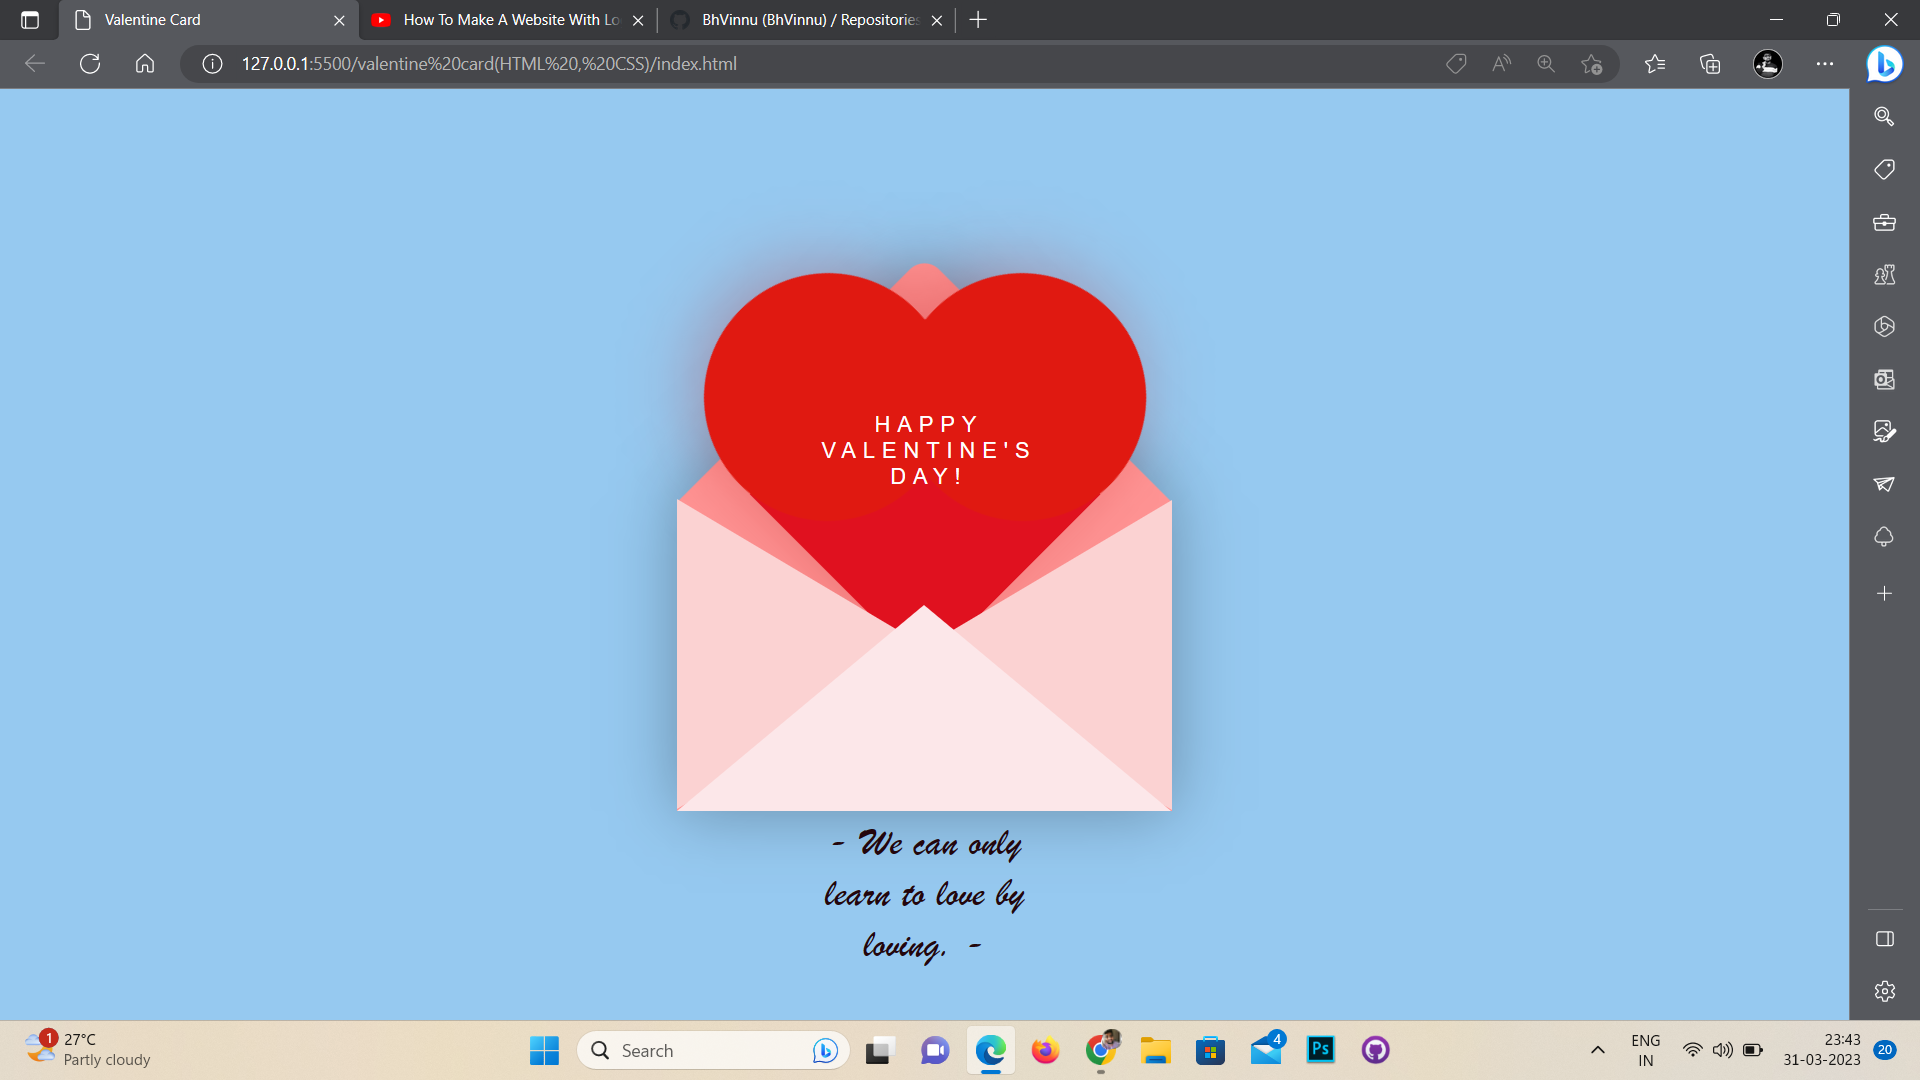 Valentine Card
How To Make A Website With Lo
BhVinnu (BhVinnu) / Repositories
127.0.0.1:5500/valentine%20card(HTML%20,%20CSS)/index.html
HAPPY
VALENTINE'S
DAY!
- We can only
learn to love by
loving. -
1
27°C
Partly cloudy
Search
4
Ps
ENG
IN
23:43
31-03-2023
20